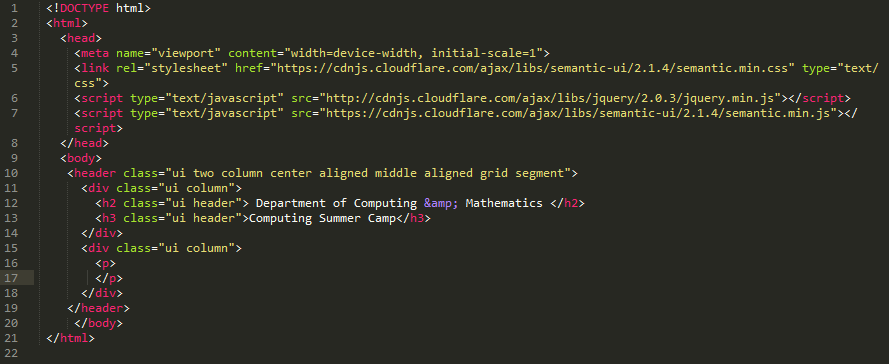 1 <!DOCTYPE html>
2 <html>
3 <head>
4 <meta name="viewport" content="width=device-width, initial-scale=1">
5 <link rel="stylesheet" href="https://cdnjs.cloudflare.com/ajax/libs/semantic-ui/2.1.4/semantic.min.css" type="text/
css">
6 <script type="text/javascript" src="http://cdnjs.cloudflare.com/ajax/libs/jquery/2.0.3/jquery.min.js"></script>
7 <script type="text/javascript" src="https://cdnjs.cloudflare.com/ajax/libs/semantic-ui/2.1.4/semantic.min.js"></
script>
8 </head>
9 <body>
10 <header class="ui two column center aligned middle aligned grid segment">
11 <div class="ui column">
12 <h2 class="ui header"> Department of Computing &amp; Mathematics </h2>
13 <h3 class="ui header">Computing Summer Camp</h3>
14 </div>
15 <div class="ui column">
16 <p>
17 </p>
18 </div>
19 </header>
20 </body>
21 </html>
22